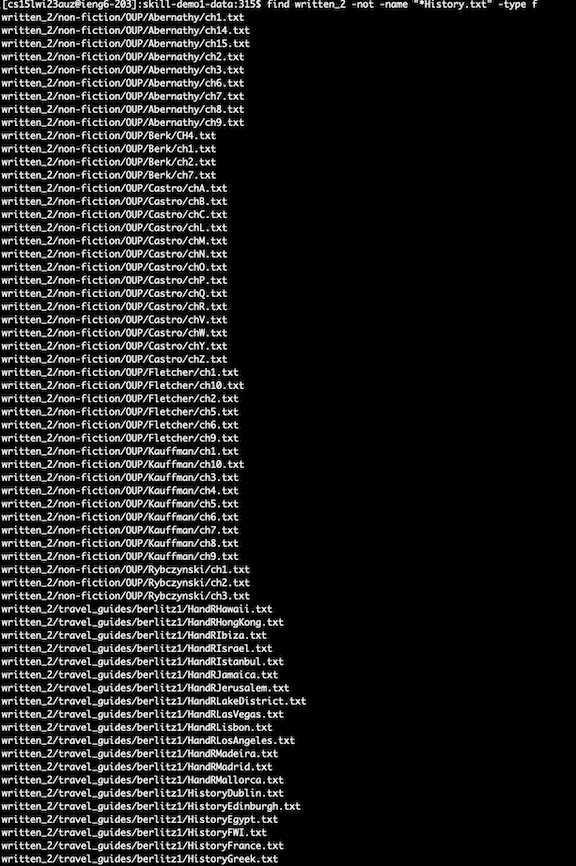 [cs15lwi23auz@ieng6-203]:skill-demo1-data:315$ find written_2 -not -name "*History.txt" -type f
written_2/non-fiction/OUP/Abernathy/ch1.txt
written_2/non-fiction/OUP/Abernathy/ch14.txt
written_2/non-fiction/OUP/Abernathy/ch15.txt
written_2/non-fiction/OUP/Abernathy/ch2.txt
written_2/non-fiction/OUP/Abernathy/ch3.txt
written_2/non-fiction/OUP/Abernathy/ch6.txt
written_2/non-fiction/OUP/Abernathy/ch7.txt
written_2/non-fiction/OUP/Abernathy/ch8.txt
written_2/non-fiction/OUP/Abernathy/ch9.txt
written_2/non-fiction/OUP/Berk/CH4.txt
written_2/non-fiction/OUP/Berk/ch1.txt
written_2/non-fiction/OUP/Berk/ch2.txt
written_2/non-fiction/OUP/Berk/ch7.txt
written_2/non-fiction/OUP/Castro/chA.txt
written_2/non-fiction/OUP/Castro/chB.txt
written_2/non-fiction/OUP/Castro/chC.txt
written_2/non-fiction/OUP/Castro/chL.txt
written_2/non-fiction/OUP/Castro/chM.txt
written_2/non-fiction/OUP/Castro/chN.txt
written_2/non-fiction/OUP/Castro/chO.txt
written_2/non-fiction/OUP/Castro/chP.txt
written_2/non-fiction/OUP/Castro/chQ.txt
written_2/non-fiction/OUP/Castro/chR.txt
written_2/non-fiction/OUP/Castro/chV.txt
written_2/non-fiction/OUP/Castro/chW.txt
written_2/non-fiction/OUP/Castro/chY.txt
written_2/non-fiction/OUP/Castro/chZ.txt
written_2/non-fiction/OUP/Fletcher/ch1.txt
written_2/non-fiction/OUP/Fletcher/ch10.txt
written_2/non-fiction/OUP/Fletcher/ch2.txt
written_2/non-fiction/OUP/Fletcher/ch5.txt
written_2/non-fiction/OUP/Fletcher/ch6.txt
written_2/non-fiction/OUP/Fletcher/ch9.txt
written_2/non-fiction/OUP/Kauffman/ch1.txt
written_2/non-fiction/OUP/Kauffman/ch10.txt
written_2/non-fiction/OUP/Kauffman/ch3.txt
written_2/non-fiction/OUP/Kauffman/ch4.txt
written_2/non-fiction/OUP/Kauffman/ch5.txt
written_2/non-fiction/OUP/Kauffman/ch6.txt
written_2/non-fiction/OUP/Kauffman/ch7.txt
written_2/non-fiction/OUP/Kauffman/ch8.txt
written_2/non-fiction/OUP/Kauffman/ch9.txt
written_2/non-fiction/OUP/Rybczynski/ch1.txt
written_2/non-fiction/OUP/Rybczynski/ch2.txt
written_2/non-fiction/OUP/Rybczynski/ch3.txt
written_2/travel_guides/berlitz1/HandRHawaii.txt
written_2/travel_guides/berlitz1/HandRHongKong.txt
written_2/travel_guides/berlitz1/HandRIbiza.txt
written_2/travel_guides/berlitz1/HandRIsrael.txt
written_2/travel_guides/berlitz1/HandRIstanbul.txt
written_2/travel_guides/berlitz1/HandRJamaica.txt
written_2/travel_guides/berlitz1/HandRJerusalem.txt
written_2/travel_guides/berlitz1/HandRLakeDistrict.txt
written_2/travel_guides/berlitz1/HandRLasVegas.txt
written_2/travel_guides/berlitz1/HandRLisbon.txt
written_2/travel_guides/berlitz1/HandRLosAngeles.txt
written_2/travel_guides/berlitz1/HandRMadeira.txt
written_2/travel_guides/berlitz1/HandRMadrid.txt
written_2/travel_guides/berlitz1/HandRMallorca.txt
written_2/travel_guides/berlitz1/HistoryDublin.txt
written_2/travel_guides/berlitz1/HistoryEdinburgh.txt
written_2/travel_guides/berlitz1/HistoryEgypt.txt
written_2/travel_guides/berlitz1/HistoryFWI.txt
written_2/travel_guides/berlitz1/HistoryFrance.txt
written_2/travel_guides/berlitz1/HistoryGreek.txt